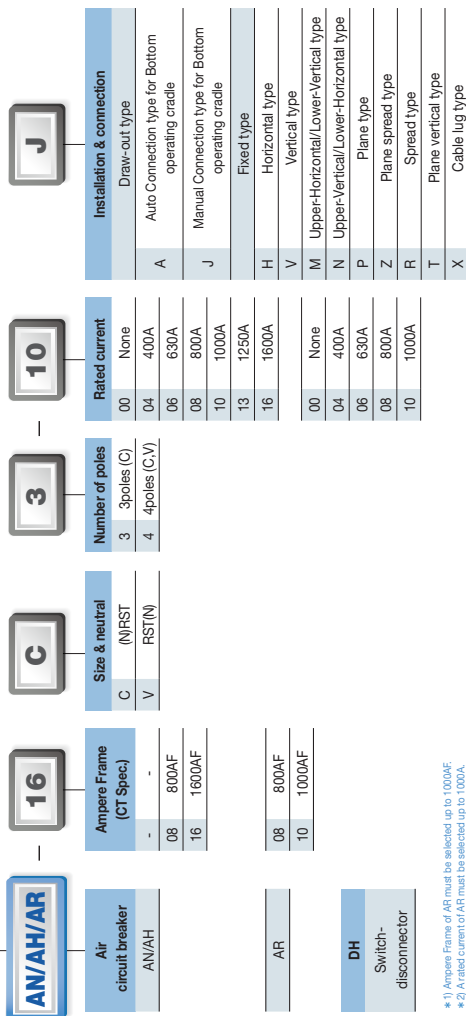 AN/AH/AR — 16 C 3 — 10 J
Air
circuit breaker
AN/AH
AR
DH
Switch-
disconnector
Ampere Frame
(CT Spec.)
- -
08 800AF
16 1600AF
08 800AF
10 1000AF
Size & neutral
C (N)RST
V RST(N)
Number of poles
3 3poles (C)
4 4poles (C,V)
Rated current
00 None
04 400A
06 630A
08 800A
10 1000A
13 1250A
16 1600A
00 None
04 400A
06 630A
08 800A
10 1000A
Installation & connection
Draw-out type
A Auto Connection type for Bottom
operating cradle
J Manual Connection type for Bottom
operating cradle
Fixed type
H Horizontal type
V Vertical type
M Upper-Horizontal/Lower-Vertical type
N Upper-Vertical/Lower-Horizontal type
P Plane type
Z Plane spread type
R Spread type
T Plane vertical type
X Cable lug type
*1) Ampere Frame of AR must be selected up to 1000AF.
*2) A rated current of AR must be selected up to 1000A.